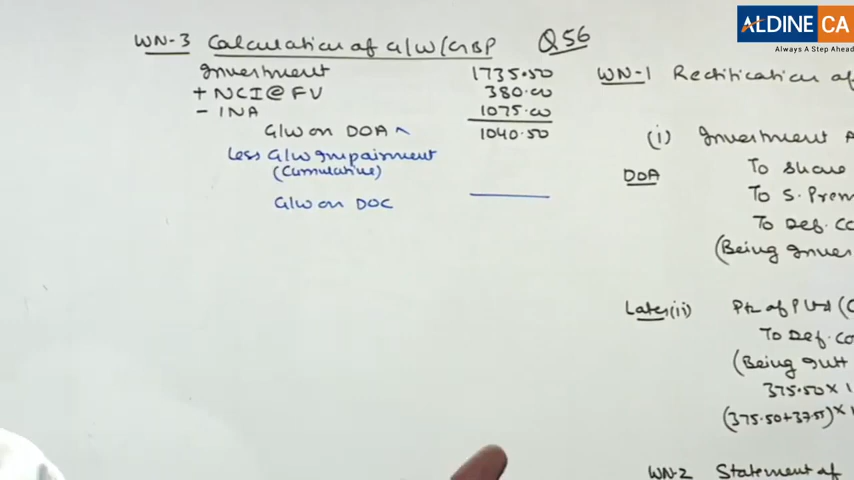 ALDINE CA
Always A Step Ahead
WN-3 Calculation of G/W/GBP Q56
Investment 1735.50
+ NCI @ FV 380.00
- INA 1075.00
G/W on DOA 1040.50
Less G/W Impairment
(Cumulative)
G/W on DOC
WN-1 Rectification of
(i) Investment A
DOA To Share
To S. Prem
To Def. Co
(Being Inves
Later (ii) P of P Ltd (
To Def. Co
(Being Intt
375.50 × 1
(375.50+37.55) × 1
WN-2 Statement of